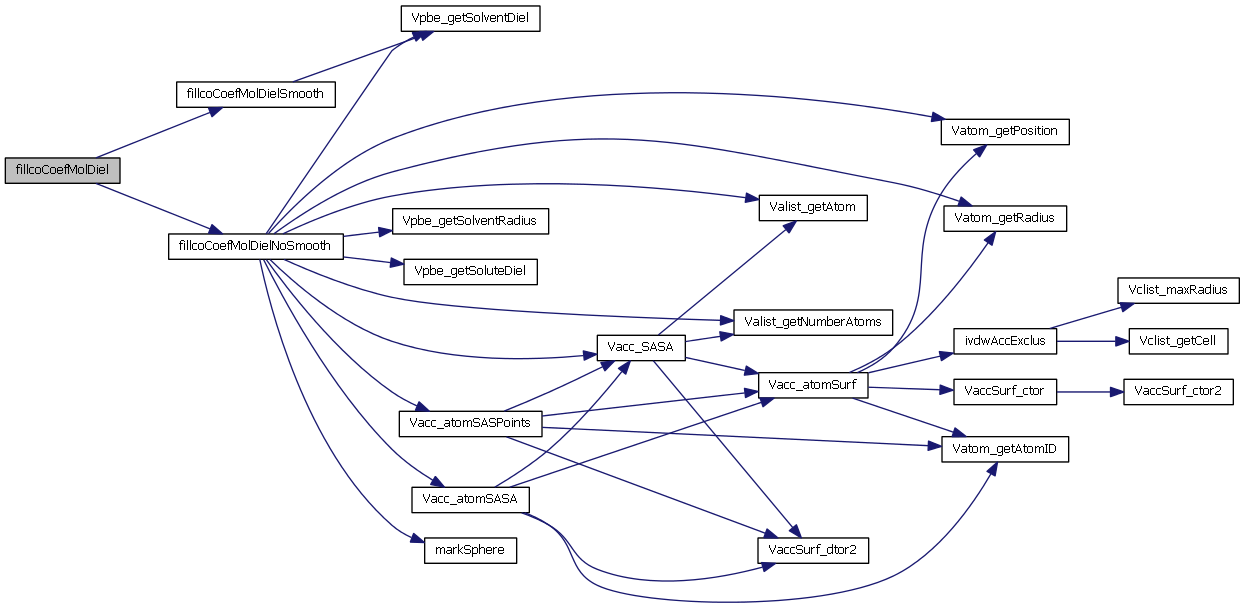 Vpbe_getSolventDiel
fillcoCoefMolDielSmooth
Vatom_getPosition
fillcoCoefMolDiel
Valist_getAtom
Vatom_getRadius
Vpbe_getSolventRadius
fillcoCoefMolDielNoSmooth
Vpbe_getSoluteDiel
Vclist_maxRadius
Valist_getNumberAtoms
ivdwAccExclus
Vclist_getCell
Vacc_SASA
Vacc_atomSurf
VaccSurf_ctor
VaccSurf_ctor2
Vacc_atomSASPoints
Vatom_getAtomID
Vacc_atomSASA
markSphere
VaccSurf_dtor2